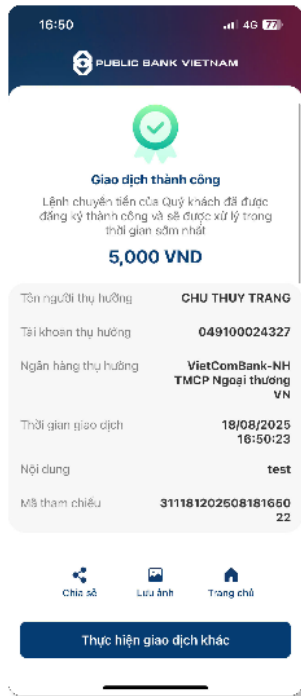 16:50
4G 77
PUBLIC BANK VIETNAM
Giao dịch thành công
Lệnh chuyển tiền của Quý khách đã được
đăng ký thành công và sẽ được xử lý trong
thời gian sớm nhất
5,000 VND
Tên người thụ hưởng CHU THUY TRANG
Tài khoản thụ hưởng 049100024327
Ngân hàng thụ hưởng VietComBank-NH
TMCP Ngoại thương
VN
Thời gian giao dịch 18/08/2025
16:50:23
Nội dung test
Mã tham chiếu 311181202508181650
22
Chia sẻ Lưu ảnh Trang chủ
Thực hiện giao dịch khác